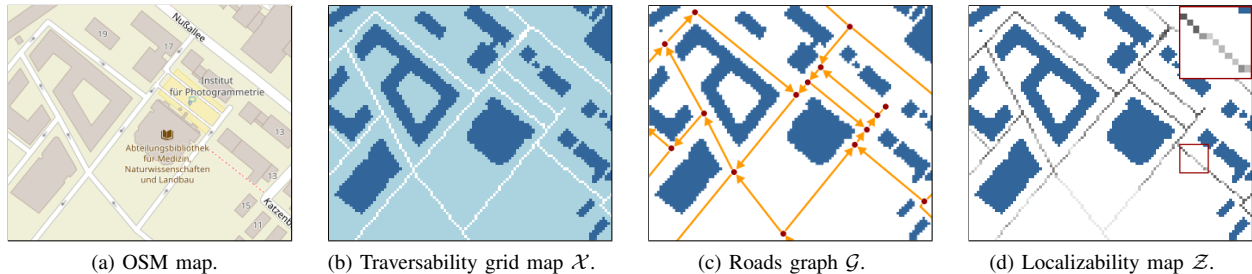 Nußallee
19
17
Institut
für Photogrammetrie
13
Abteilungsbibliothek
für Medizin,
Naturwissenschaften
und Landbau
13
15
11
Katzenb
(a) OSM map.
(b) Traversability grid map 𝒳.
(c) Roads graph 𝒢.
(d) Localizability map 𝒵.